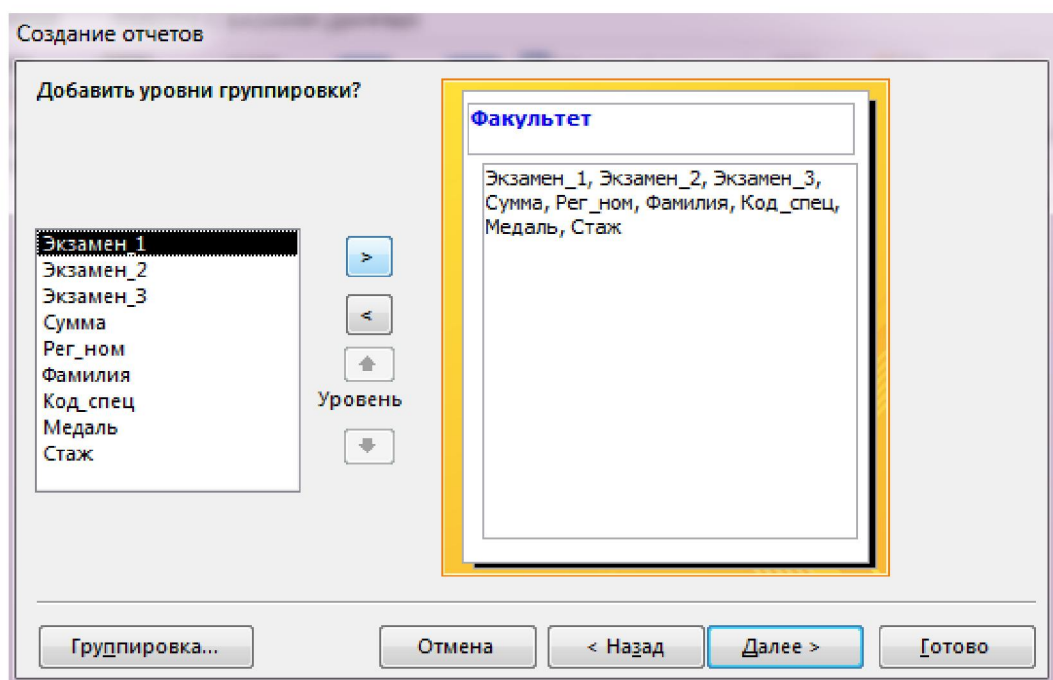 Создание отчетов
Добавить уровни группировки?
Факультет
Экзамен_1, Экзамен_2, Экзамен_3,
Сумма, Рег_ном, Фамилия, Код_спец,
Медаль, Стаж
Экзамен_1
Экзамен_2
Экзамен_3
Сумма
Рег_ном
Фамилия
Код_спец
Медаль
Стаж
>
<
Уровень
Группировка...
Отмена
< Назад
Далее >
Готово